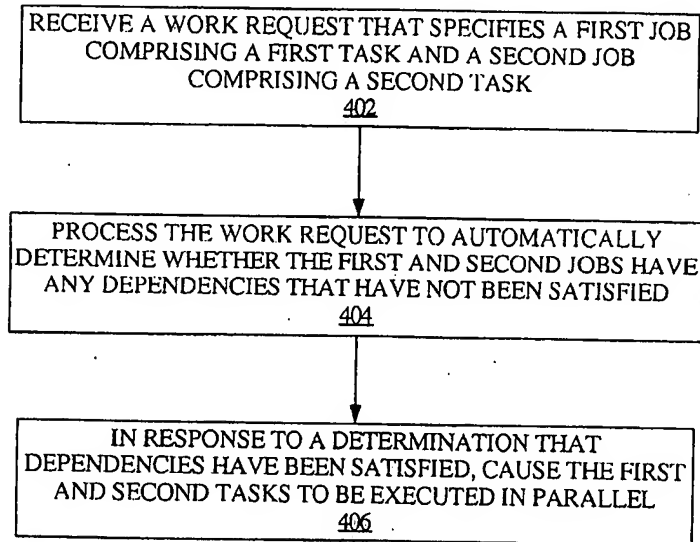 RECEIVE A WORK REQUEST THAT SPECIFIES A FIRST JOB
COMPRISING A FIRST TASK AND A SECOND JOB
COMPRISING A SECOND TASK
402
PROCESS THE WORK REQUEST TO AUTOMATICALLY
DETERMINE WHETHER THE FIRST AND SECOND JOBS HAVE
ANY DEPENDENCIES THAT HAVE NOT BEEN SATISFIED
404
IN RESPONSE TO A DETERMINATION THAT
DEPENDENCIES HAVE BEEN SATISFIED, CAUSE THE FIRST
AND SECOND TASKS TO BE EXECUTED IN PARALLEL
406